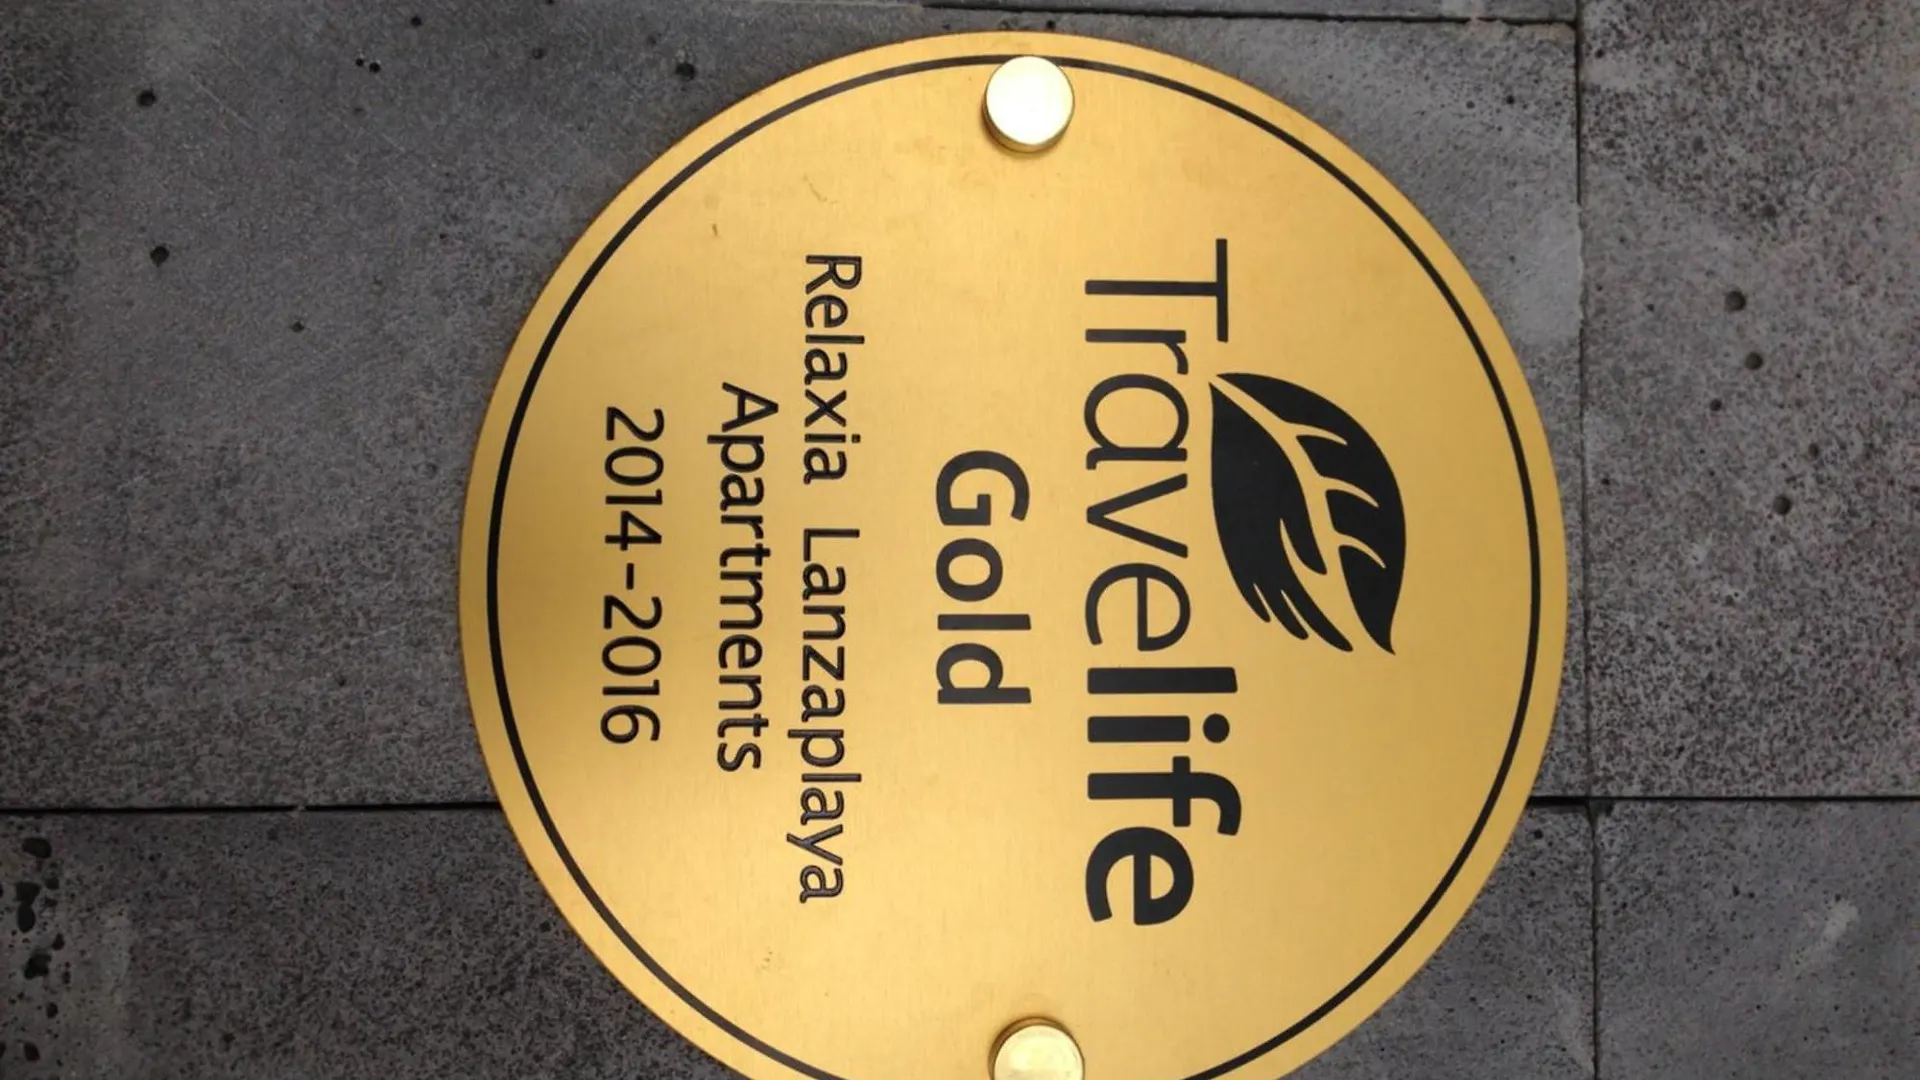 Travelife
Gold
Relaxia Lanzaplaya
Apartments
2014-2016